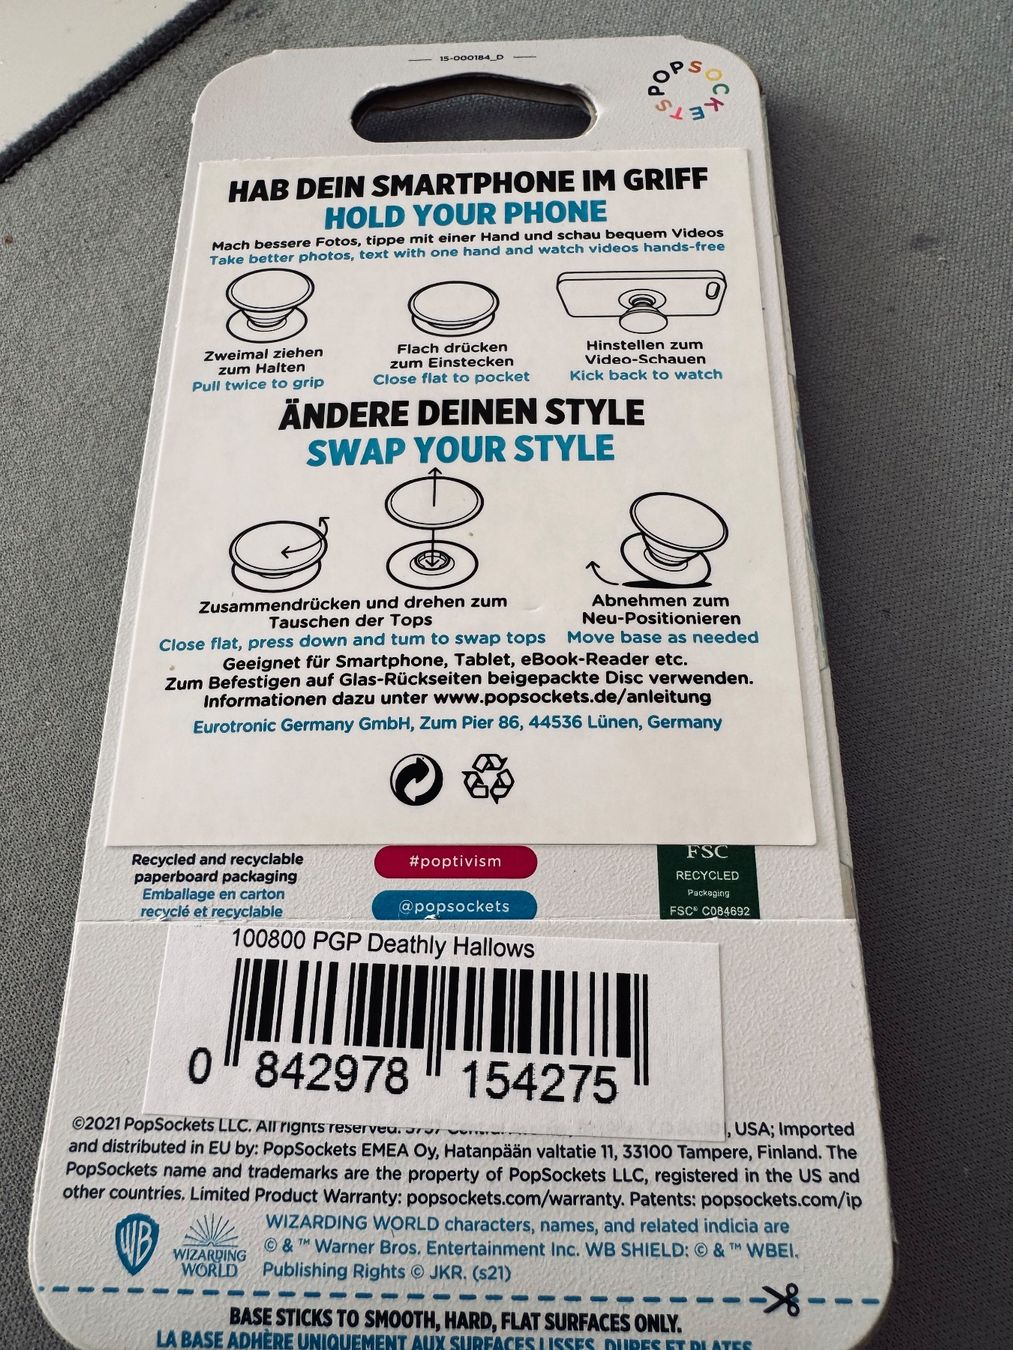 15-000184_D
POPSOCKETS
HAB DEIN SMARTPHONE IM GRIFF
HOLD YOUR PHONE
Mach bessere Fotos, tippe mit einer Hand und schau bequem Videos
Take better photos, text with one hand and watch videos hands-free
Zweimal ziehen
zum Halten
Pull twice to grip
Flach drücken
zum Einstecken
Close flat to pocket
Hinstellen zum
Video-Schauen
Kick back to watch
ÄNDERE DEINEN STYLE
SWAP YOUR STYLE
Zusammendrücken und drehen zum
Tauschen der Tops
Close flat, press down and tum to swap tops
Abnehmen zum
Neu-Positionieren
Move base as needed
Geeignet für Smartphone, Tablet, eBook-Reader etc.
Zum Befestigen auf Glas-Rückseiten beigepackte Disc verwenden.
Informationen dazu unter www.popsockets.de/anleitung
Eurotronic Germany GmbH, Zum Pier 86, 44536 Lünen, Germany
Recycled and recyclable
paperboard packaging
Emballage en carton
recyclé et recyclable
#poptivism
@popsockets
FSC
RECYCLED
Packaging
FSC® C084692
100800 PGP Deathly Hallows
0 842978 154275
©2021 PopSockets LLC. All rights reserved. , USA; Imported
and distributed in EU by: PopSockets EMEA Oy, Hatanpään valtatie 11, 33100 Tampere, Finland. The
PopSockets name and trademarks are the property of PopSockets LLC, registered in the US and
other countries. Limited Product Warranty: popsockets.com/warranty. Patents: popsockets.com/ip
WB
WIZARDING
WORLD
WIZARDING WORLD characters, names, and related indicia are
© & ™ Warner Bros. Entertainment Inc. WB SHIELD: © & ™ WBEI.
Publishing Rights © JKR. (s21)
BASE STICKS TO SMOOTH, HARD, FLAT SURFACES ONLY.
LA BASE ADHÈRE UNIQUEMENT AUX SURFACES LISSES, DURES ET PLATES